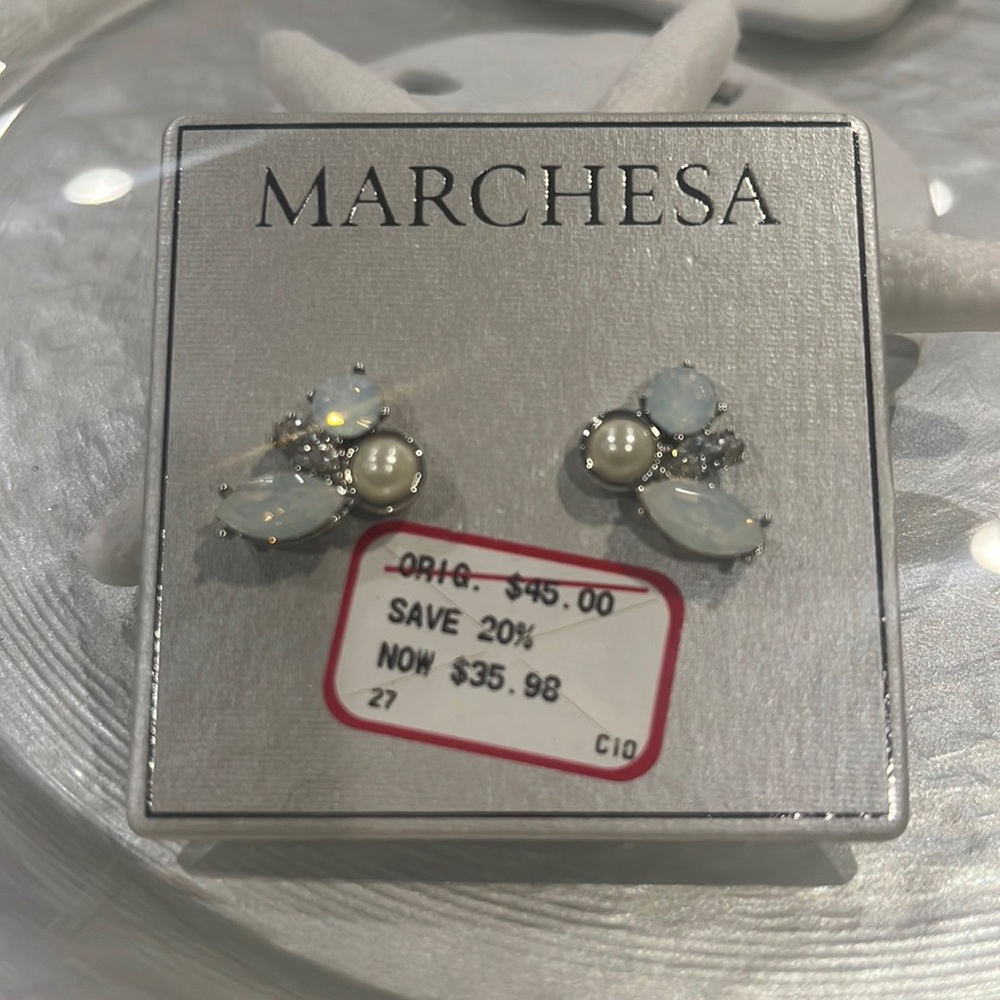 MARCHESA
ORIG. $45.00
SAVE 20%
NOW $35.98
27
C10